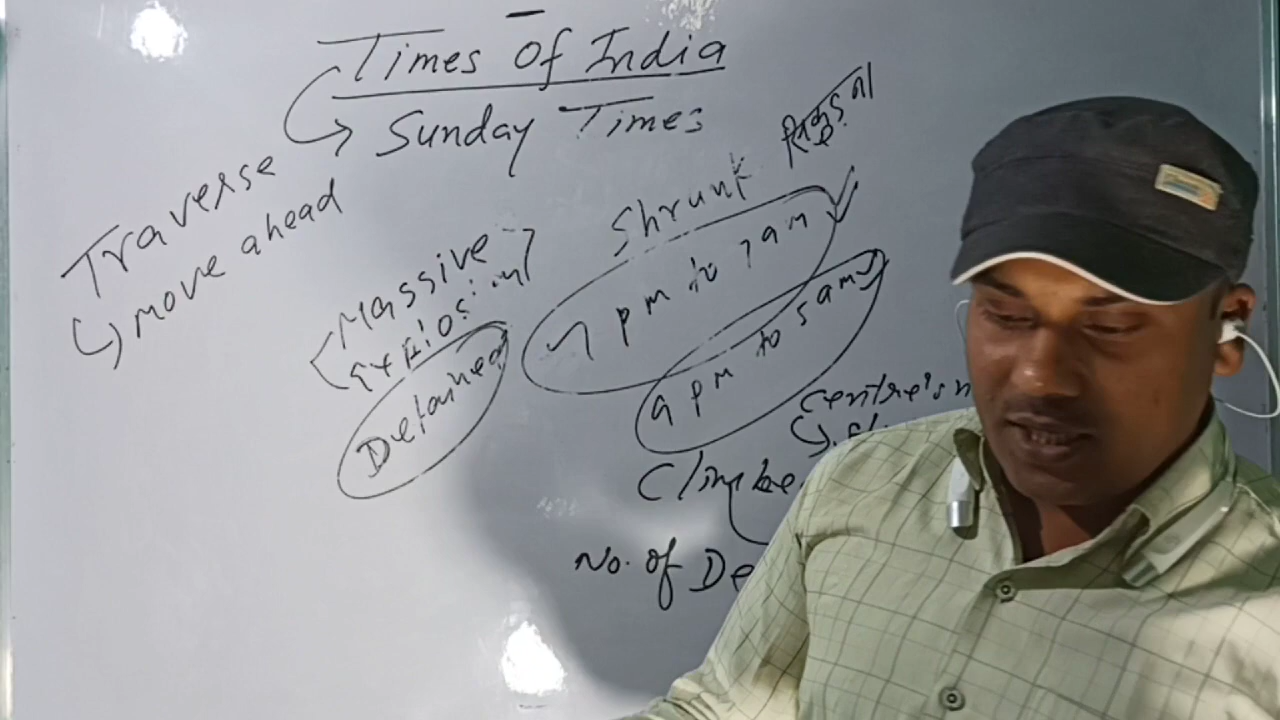 Times of India
Sunday Times
Traverse
move ahead
Massive
Detained
Shrunk सिकुड़ना
7 pm to 7 am
9 pm to 5 am
Centre's
Climbe
No. of De